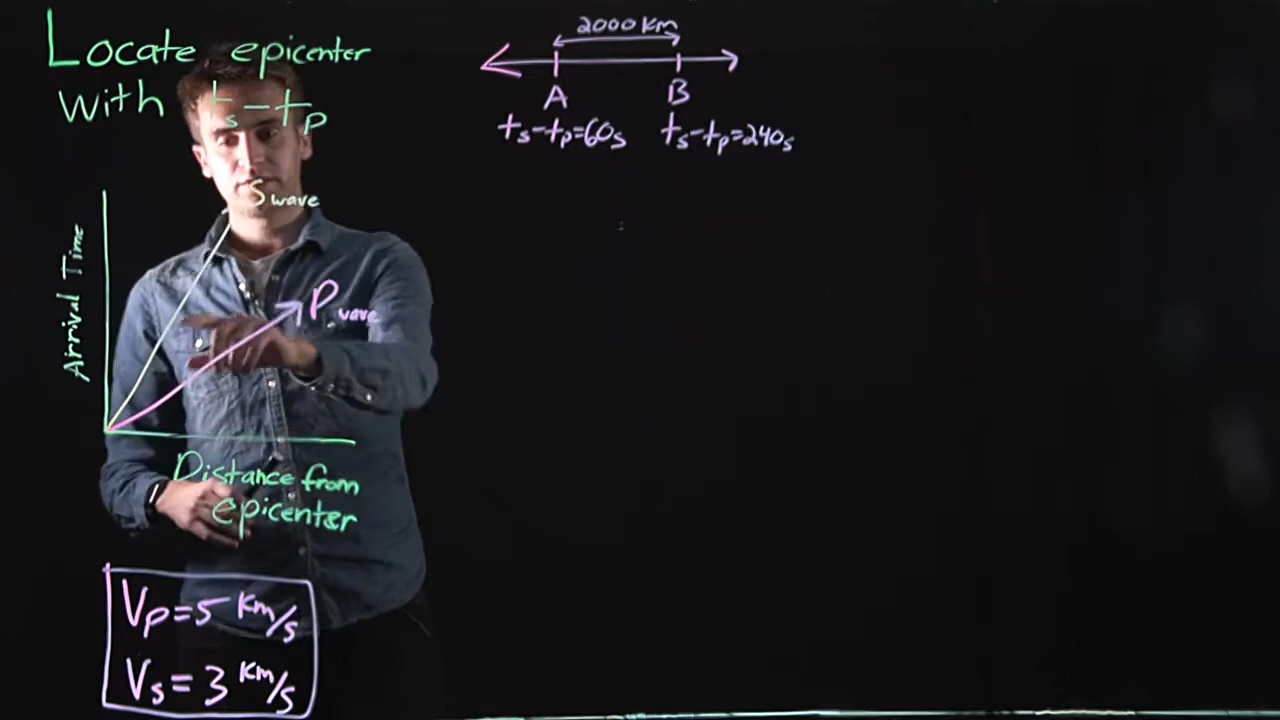 Locate epicenter
with ts-tp
2000 Km
A
B
ts-tp=60s
ts-tp=240s
S wave
P wave
Arrival Time
Distance from
epicenter
Vp=5 Km/s
Vs=3 Km/s